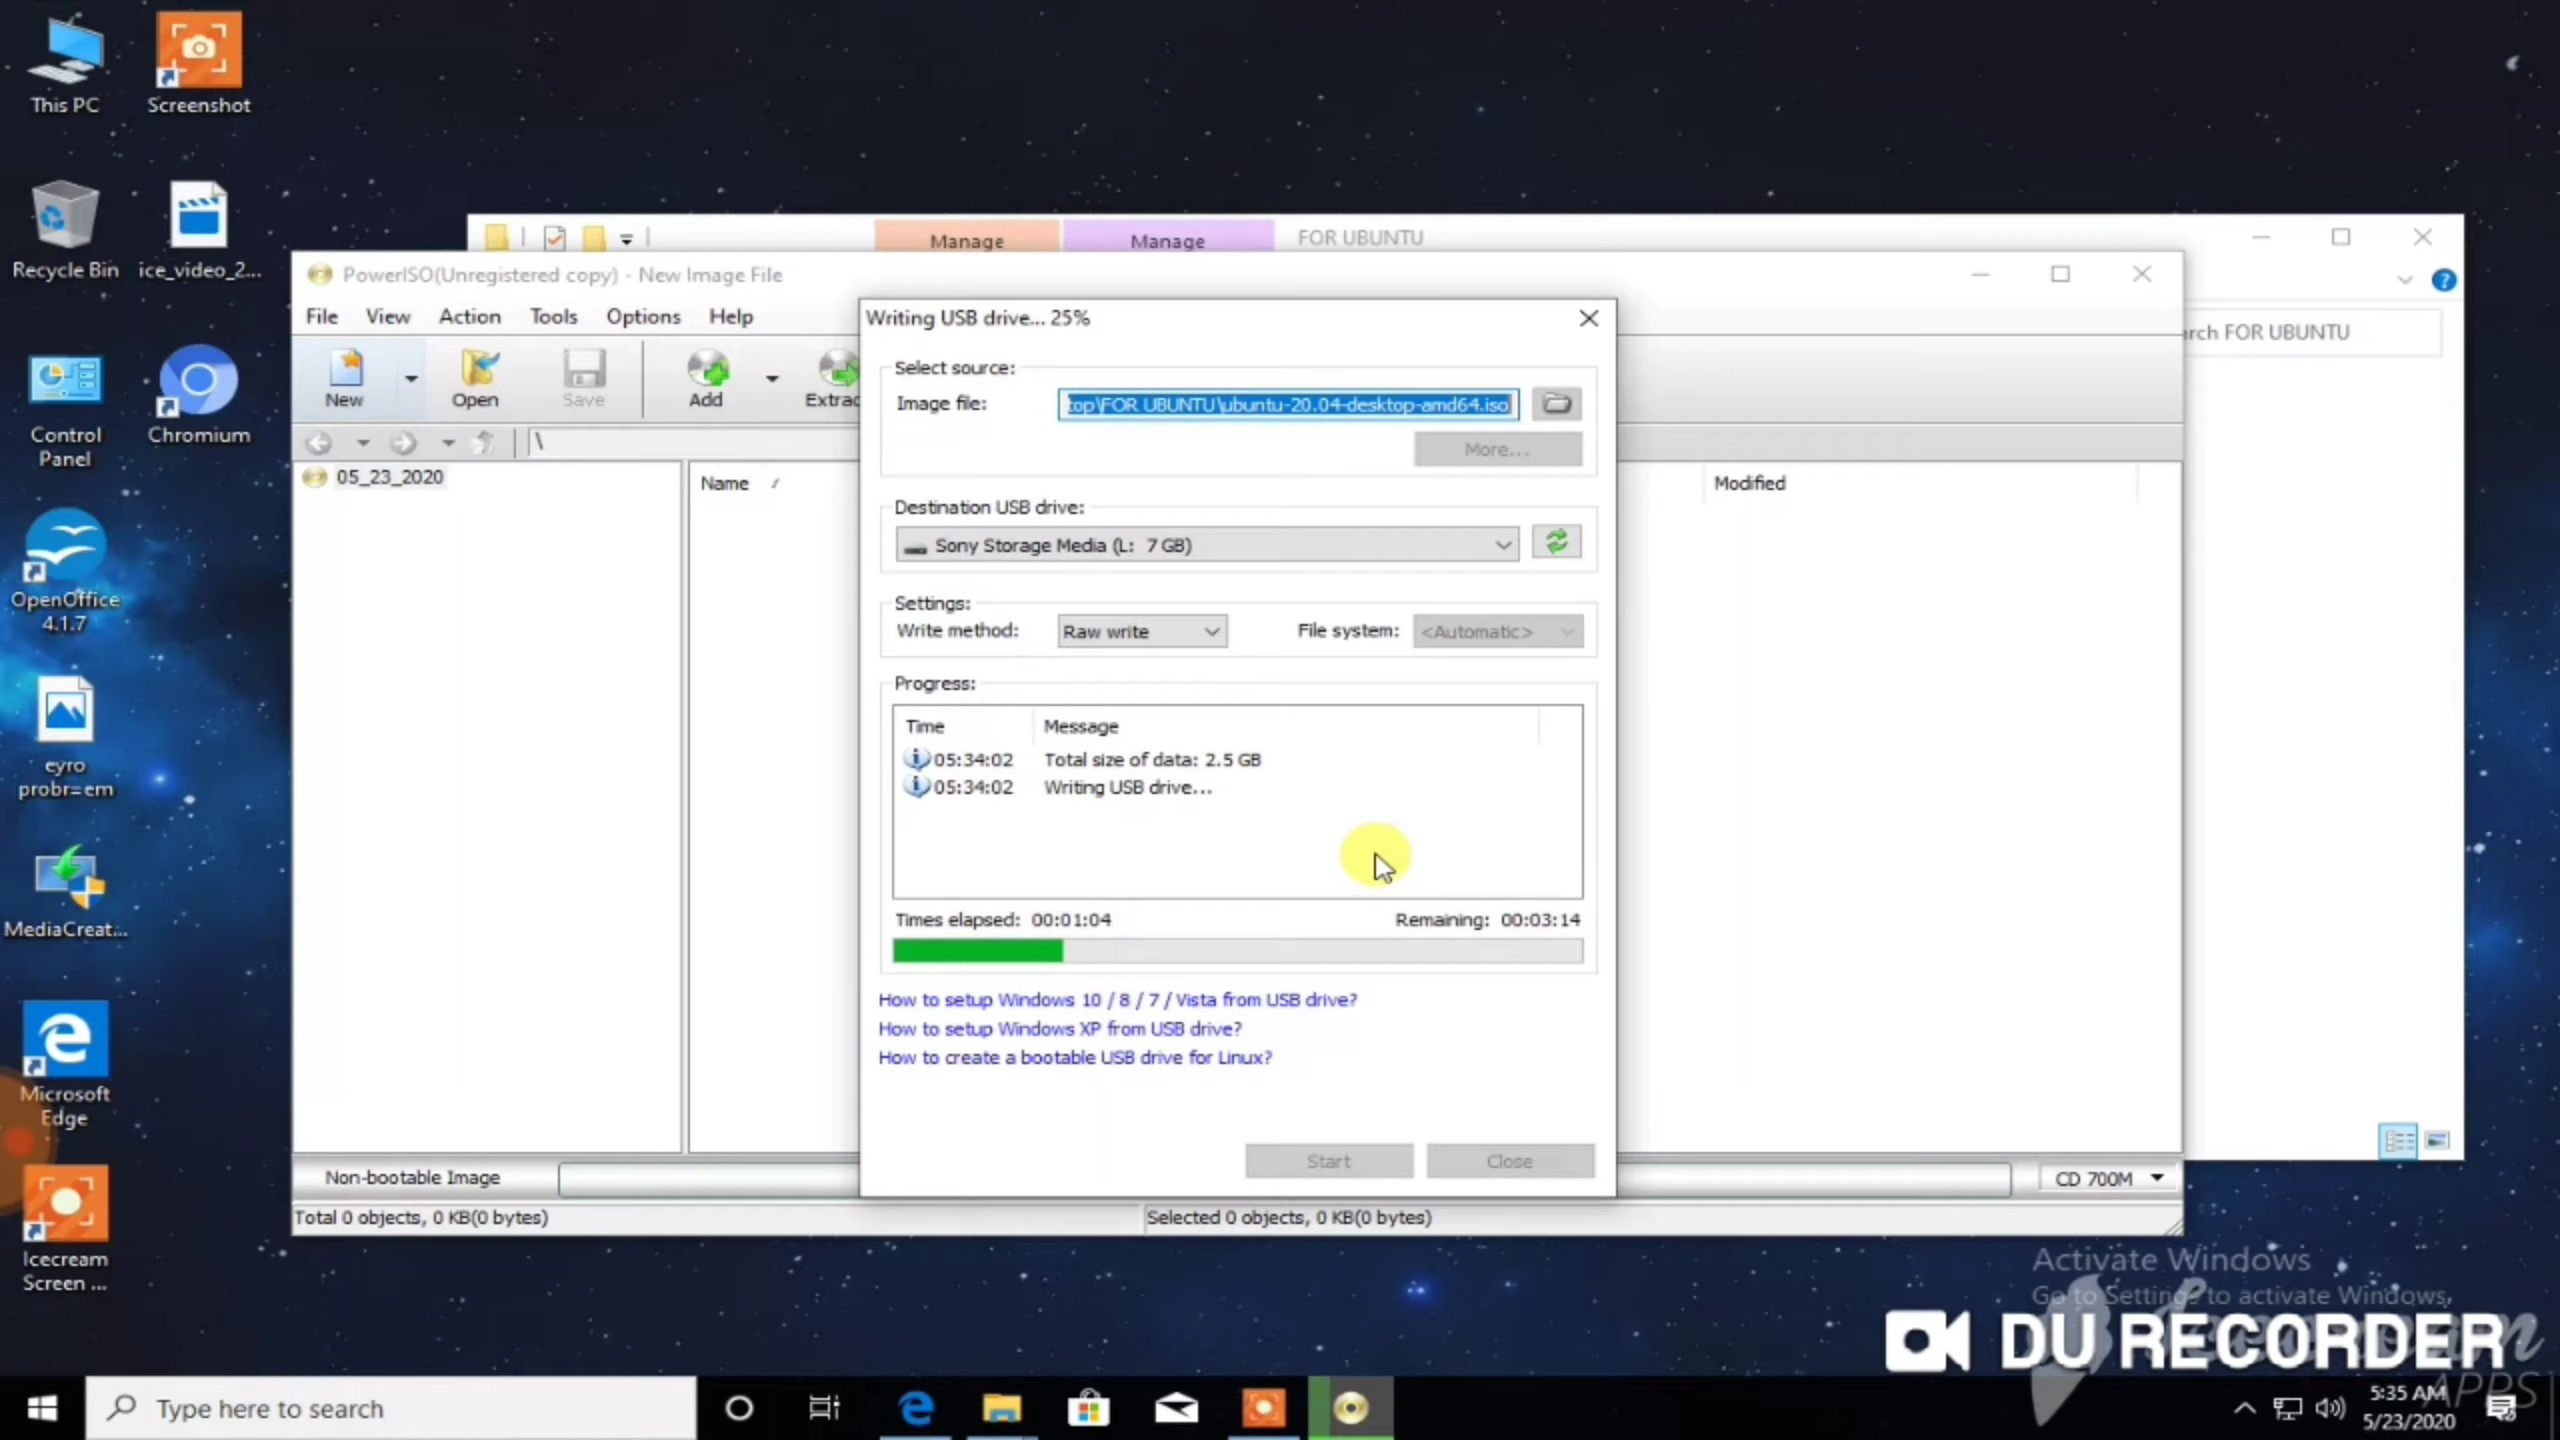 This PC
Screenshot
Recycle Bin
ice_video_2...
Control
Panel
Chromium
OpenOffice
4.1.7
eyro
probr=em
MediaCreat...
Microsoft
Edge
Icecream
Screen ...
Manage
Manage
FOR UBUNTU
rch FOR UBUNTU
PowerISO(Unregistered copy) - New Image File
File View Action Tools Options Help
New
Open
Save
Add
Extrac
\
05_23_2020
Name
Modified
Writing USB drive... 25%
Select source:
Image file:
top\FOR UBUNTU\ubuntu-20.04-desktop-amd64.iso
More...
Destination USB drive:
Sony Storage Media (L: 7 GB)
Settings:
Write method:
Raw write
File system:
<Automatic>
Progress:
Time Message
05:34:02 Total size of data: 2.5 GB
05:34:02 Writing USB drive...
Times elapsed: 00:01:04
Remaining: 00:03:14
How to setup Windows 10 / 8 / 7 / Vista from USB drive?
How to setup Windows XP from USB drive?
How to create a bootable USB drive for Linux?
Start
Close
Non-bootable Image
CD 700M
Total 0 objects, 0 KB(0 bytes)
Selected 0 objects, 0 KB(0 bytes)
Activate Windows
Go to Settings to activate Windows.
DU RECORDER
APPS
Type here to search
5:35 AM
5/23/2020